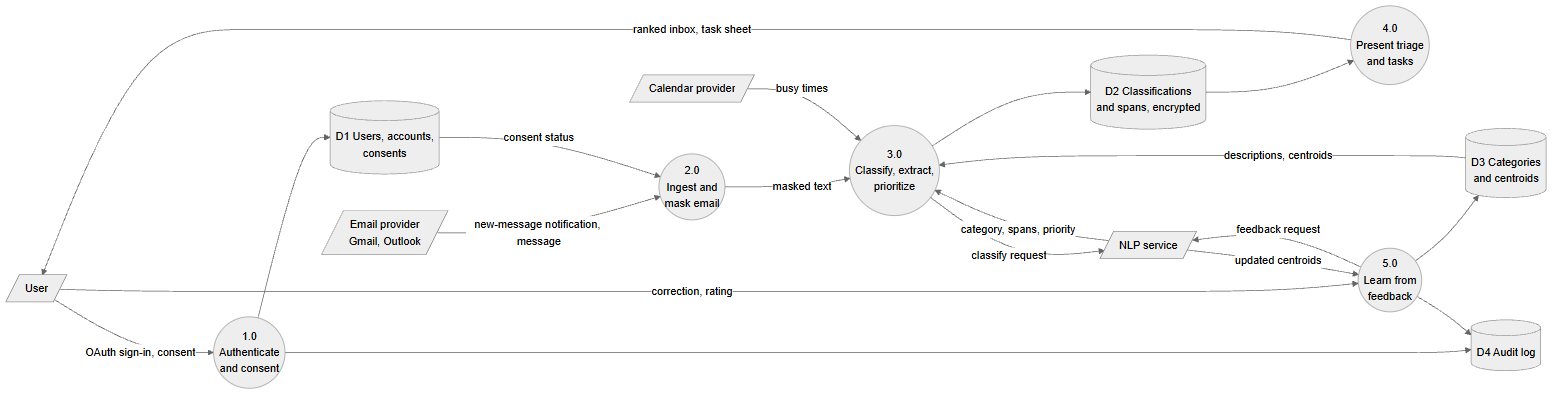 ranked inbox, task sheet
4.0
Present triage
and tasks
Calendar provider
busy times
D2 Classifications
and spans, encrypted
D1 Users, accounts,
consents
consent status
2.0
Ingest and
mask email
masked text
3.0
Classify, extract,
prioritize
descriptions, centroids
D3 Categories
and centroids
Email provider
Gmail, Outlook
new-message notification,
message
category, spans, priority
classify request
NLP service
feedback request
updated centroids
5.0
Learn from
feedback
User
correction, rating
OAuth sign-in, consent
1.0
Authenticate
and consent
D4 Audit log